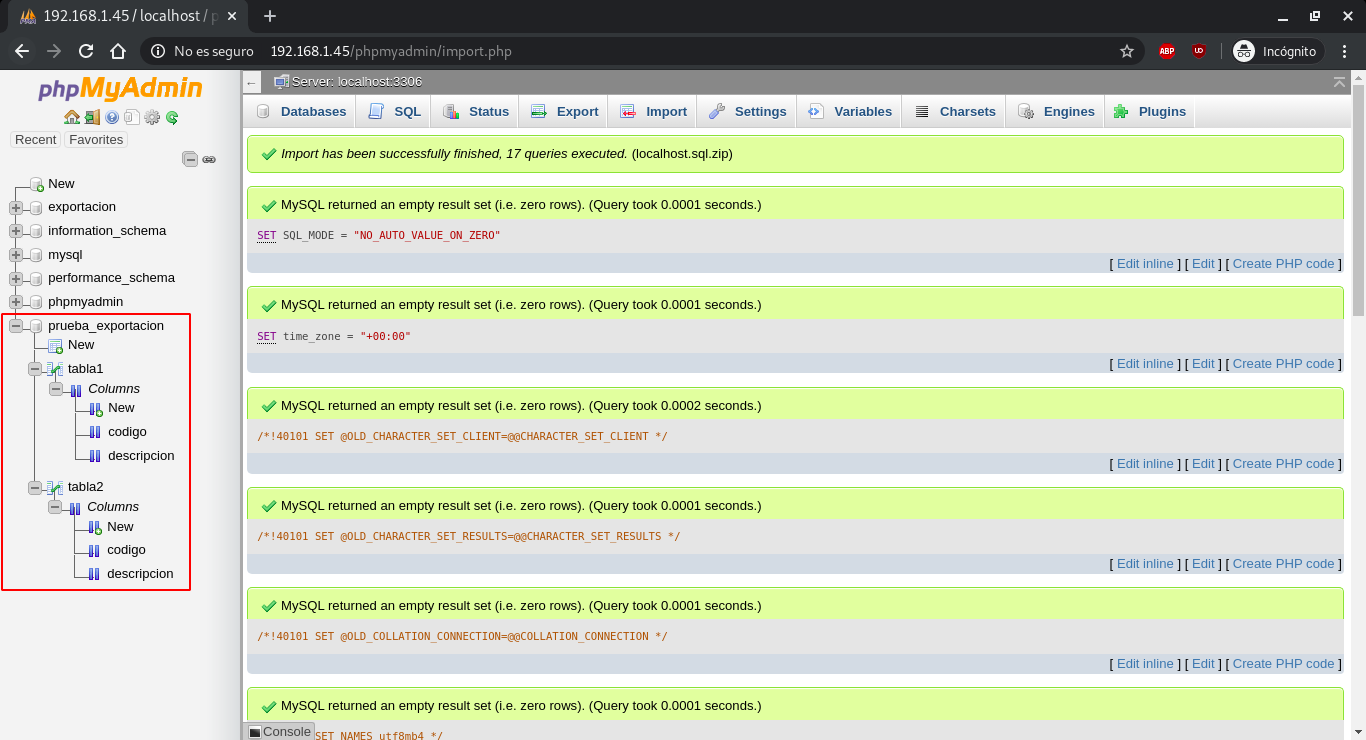 192.168.1.45 / localhost / p
No es seguro 192.168.1.45/phpmyadmin/import.php
ABP
UD
Incógnito
phpMyAdmin
Recent Favorites
New
exportacion
information_schema
mysql
performance_schema
phpmyadmin
prueba_exportacion
New
tabla1
Columns
New
codigo
descripcion
tabla2
Columns
New
codigo
descripcion
Server: localhost:3306
Databases SQL Status Export Import Settings Variables Charsets Engines Plugins
Import has been successfully finished, 17 queries executed. (localhost.sql.zip)
MySQL returned an empty result set (i.e. zero rows). (Query took 0.0001 seconds.)
SET SQL_MODE = "NO_AUTO_VALUE_ON_ZERO"
[ Edit inline ] [ Edit ] [ Create PHP code ]
MySQL returned an empty result set (i.e. zero rows). (Query took 0.0001 seconds.)
SET time_zone = "+00:00"
[ Edit inline ] [ Edit ] [ Create PHP code ]
MySQL returned an empty result set (i.e. zero rows). (Query took 0.0002 seconds.)
/*!40101 SET @OLD_CHARACTER_SET_CLIENT=@@CHARACTER_SET_CLIENT */
[ Edit inline ] [ Edit ] [ Create PHP code ]
MySQL returned an empty result set (i.e. zero rows). (Query took 0.0001 seconds.)
/*!40101 SET @OLD_CHARACTER_SET_RESULTS=@@CHARACTER_SET_RESULTS */
[ Edit inline ] [ Edit ] [ Create PHP code ]
MySQL returned an empty result set (i.e. zero rows). (Query took 0.0001 seconds.)
/*!40101 SET @OLD_COLLATION_CONNECTION=@@COLLATION_CONNECTION */
[ Edit inline ] [ Edit ] [ Create PHP code ]
MySQL returned an empty result set (i.e. zero rows). (Query took 0.0001 seconds.)
Console SET NAMES utf8mb4 */